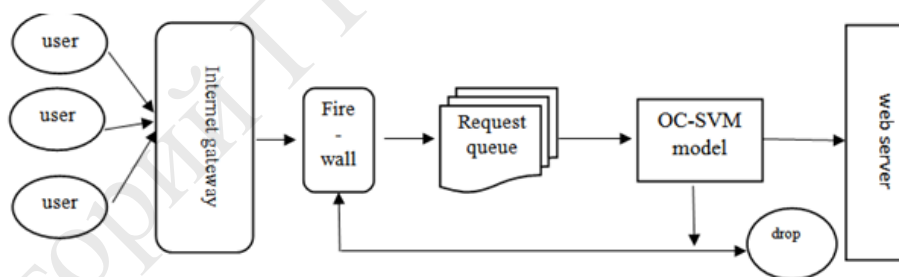 user
user
user
Internet gateway
Fire
-
wall
Request
queue
OC-SVM
model
drop
web server